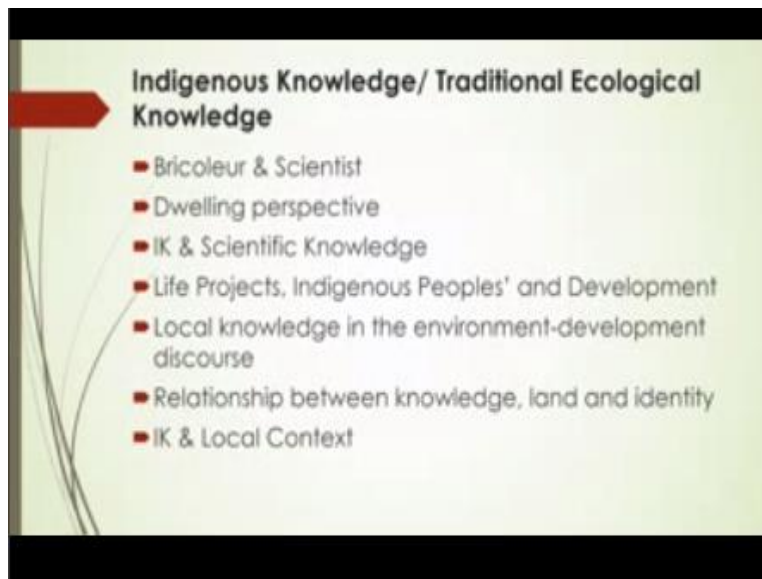 Indigenous Knowledge/ Traditional Ecological
Knowledge
Bricoleur & Scientist
Dwelling perspective
IK & Scientific Knowledge
Life Projects, Indigenous Peoples' and Development
Local knowledge in the environment-development
discourse
Relationship between knowledge, land and identity
IK & Local Context